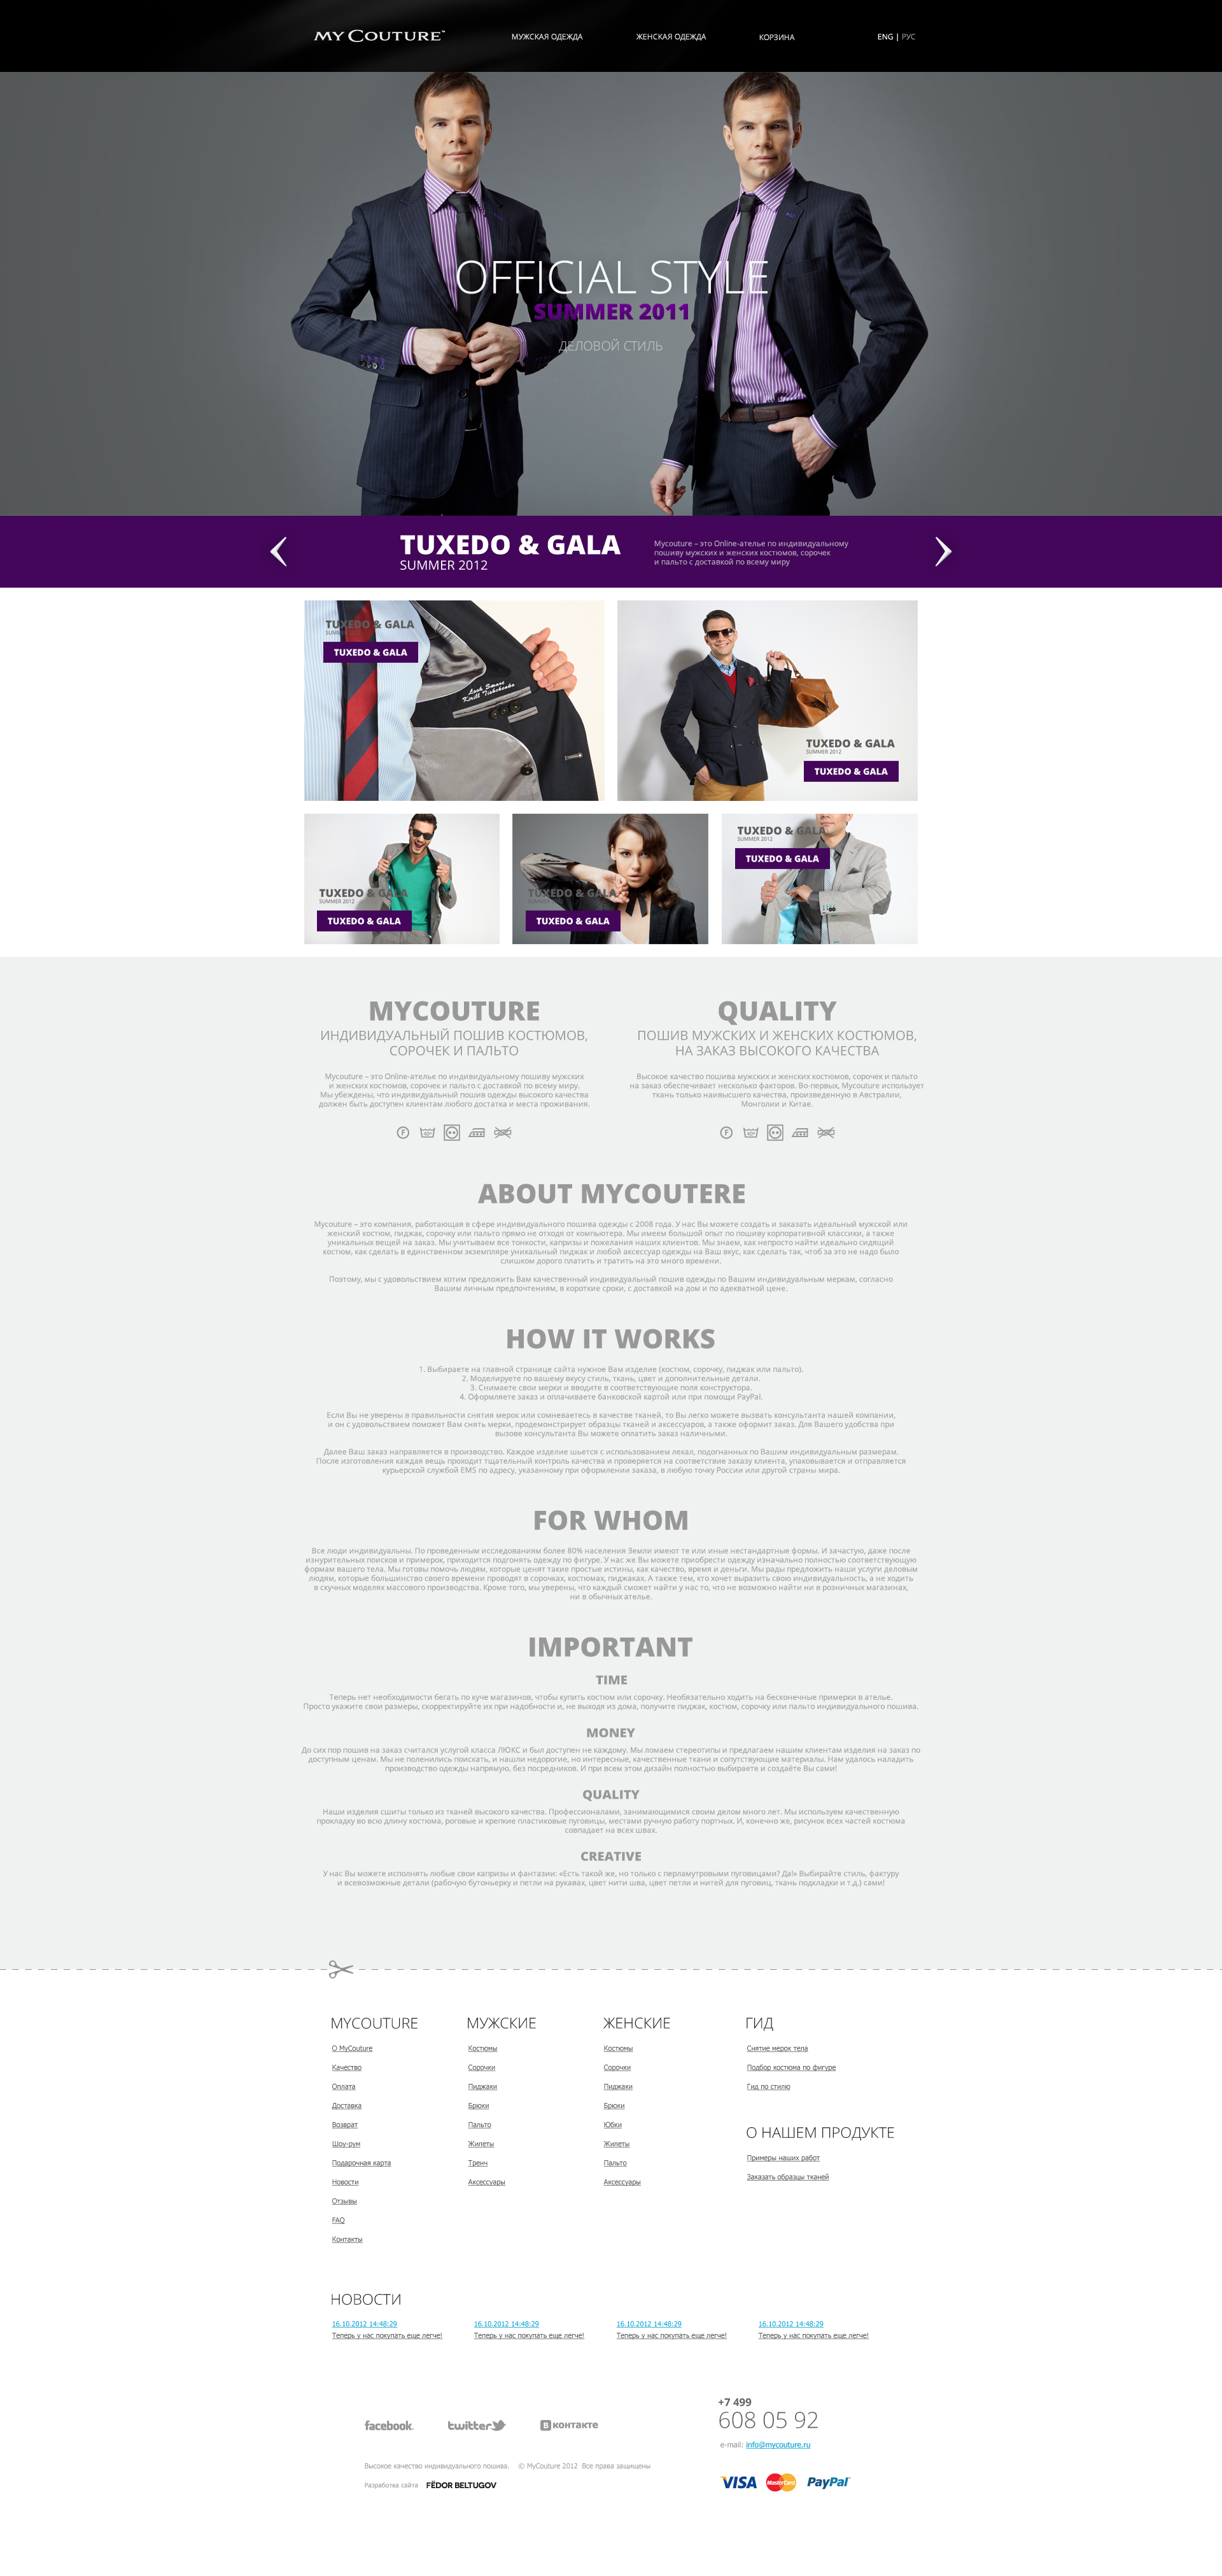 MY COUTURE™
МУЖСКАЯ ОДЕЖДА
ЖЕНСКАЯ ОДЕЖДА
КОРЗИНА
ENG | РУС
OFFICIAL STYLE
SUMMER 2011
ДЕЛОВОЙ СТИЛЬ
TUXEDO & GALA
SUMMER 2012
Mycouture – это Online-ателье по индивидуальному
пошиву мужских и женских костюмов, сорочек
и пальто с доставкой по всему миру
TUXEDO & GALA
SUMMER 2012
TUXEDO & GALA
TUXEDO & GALA
SUMMER 2012
TUXEDO & GALA
TUXEDO & GALA
SUMMER 2012
TUXEDO & GALA
TUXEDO & GALA
TUXEDO & GALA
TUXEDO & GALA
SUMMER 2012
TUXEDO & GALA
MYCOUTURE
ИНДИВИДУАЛЬНЫЙ ПОШИВ КОСТЮМОВ,
СОРОЧЕК И ПАЛЬТО
Mycouture – это Online-ателье по индивидуальному пошиву мужских
и женских костюмов, сорочек и пальто с доставкой по всему миру.
Мы убеждены, что индивидуальный пошив одежды высокого качества
должен быть доступен клиентам любого достатка и места проживания.
QUALITY
ПОШИВ МУЖСКИХ И ЖЕНСКИХ КОСТЮМОВ,
НА ЗАКАЗ ВЫСОКОГО КАЧЕСТВА
Высокое качество пошива мужских и женских костюмов, сорочек и пальто
на заказ обеспечивает несколько факторов. Во-первых, Mycouture использует
ткань только наивысшего качества, произведенную в Австралии,
Монголии и Китае.
ABOUT MYCOUTERE
Mycouture – это компания, работающая в сфере индивидуального пошива одежды с 2008 года. У нас Вы можете создать и заказать идеальный мужской или
женский костюм, пиджак, сорочку или пальто прямо не отходя от компьютера. Мы имеем большой опыт по пошиву корпоративной классики, а также
уникальных вещей на заказ. Мы учитываем все тонкости, капризы и пожелания наших клиентов. Мы знаем, как непросто найти идеально сидящий
костюм, как сделать в единственном экземпляре уникальный пиджак и любой аксессуар одежды на Ваш вкус, как сделать так, чтоб за это не надо было
слишком дорого платить и тратить на это много времени.
Поэтому, мы с удовольствием хотим предложить Вам качественный индивидуальный пошив одежды по Вашим индивидуальным меркам, согласно
Вашим личным предпочтениям, в короткие сроки, с доставкой на дом и по адекватной цене.
HOW IT WORKS
1. Выбираете на главной странице сайта нужное Вам изделие (костюм, сорочку, пиджак или пальто).
2. Моделируете по вашему вкусу стиль, ткань, цвет и дополнительные детали.
3. Снимаете свои мерки и вводите в соответствующие поля конструктора.
4. Оформляете заказ и оплачиваете банковской картой или при помощи PayPal.
Если Вы не уверены в правильности снятия мерок или сомневаетесь в качестве тканей, то Вы легко можете вызвать консультанта нашей компании,
и он с удовольствием поможет Вам снять мерки, продемонстрирует образцы тканей и аксессуаров, а также оформит заказ. Для Вашего удобства при
вызове консультанта Вы можете оплатить заказ наличными.
Далее Ваш заказ направляется в производство. Каждое изделие шьется с использованием лекал, подогнанных по Вашим индивидуальным размерам.
После изготовления каждая вещь проходит тщательный контроль качества и проверяется на соответствие заказу клиента, упаковывается и отправляется
курьерской службой EMS по адресу, указанному при оформлении заказа, в любую точку России или другой страны мира.
FOR WHOM
Все люди индивидуальны. По проведенным исследованиям более 80% населения Земли имеют те или иные нестандартные формы. И зачастую, даже после
изнурительных поисков и примерок, приходится подгонять одежду по фигуре. У нас же Вы можете приобрести одежду изначально полностью соответствующую
формам вашего тела. Мы готовы помочь людям, которые ценят такие простые истины, как качество, время и деньги. Мы рады предложить наши услуги деловым
людям, которые большинство своего времени проводят в сорочках, костюмах, пиджаках. А также тем, кто хочет выразить свою индивидуальность, а не ходить
в скучных моделях массового производства. Кроме того, мы уверены, что каждый сможет найти у нас то, что не возможно найти ни в розничных магазинах,
ни в обычных ателье.
IMPORTANT
TIME
Теперь нет необходимости бегать по куче магазинов, чтобы купить костюм или сорочку. Необязательно ходить на бесконечные примерки в ателье.
Просто укажите свои размеры, скорректируйте их при надобности и, не выходя из дома, получите пиджак, костюм, сорочку или пальто индивидуального пошива.
MONEY
До сих пор пошив на заказ считался услугой класса ЛЮКС и был доступен не каждому. Мы ломаем стереотипы и предлагаем нашим клиентам изделия на заказ по
доступным ценам. Мы не поленились поискать, и нашли недорогие, но интересные, качественные ткани и сопутствующие материалы. Нам удалось наладить
производство одежды напрямую, без посредников. И при всем этом дизайн полностью выбираете и создаёте Вы сами!
QUALITY
Наши изделия сшиты только из тканей высокого качества. Профессионалами, занимающимися своим делом много лет. Мы используем качественную
прокладку во всю длину костюма, роговые и крепкие пластиковые пуговицы, местами ручную работу портных. И, конечно же, рисунок всех частей костюма
совпадает на всех швах.
CREATIVE
У нас Вы можете исполнять любые свои капризы и фантазии: «Есть такой же, но только с перламутровыми пуговицами? Да!» Выбирайте стиль, фактуру
и всевозможные детали (рабочую бутоньерку и петли на рукавах, цвет нити шва, цвет петли и нитей для пуговиц, ткань подкладки и т.д.) сами!
MYCOUTURE
О MyCouture
Качество
Оплата
Доставка
Возврат
Шоу-рум
Подарочная карта
Новости
Отзывы
FAQ
Контакты
МУЖСКИЕ
Костюмы
Сорочки
Пиджаки
Брюки
Пальто
Жилеты
Тренч
Аксессуары
ЖЕНСКИЕ
Костюмы
Сорочки
Пиджаки
Брюки
Юбки
Жилеты
Пальто
Аксессуары
ГИД
Снятие мерок тела
Подбор костюма по фигуре
Гид по стилю
О НАШЕМ ПРОДУКТЕ
Примеры наших работ
Заказать образцы тканей
НОВОСТИ
16.10.2012 14:48:29
Теперь у нас покупать еще легче!
16.10.2012 14:48:29
Теперь у нас покупать еще легче!
16.10.2012 14:48:29
Теперь у нас покупать еще легче!
16.10.2012 14:48:29
Теперь у нас покупать еще легче!
facebook
twitter
В контакте
+7 499
608 05 92
e-mail: info@mycouture.ru
Высокое качество индивидуального пошива. © MyCouture 2012 Все права защищены
Разработка сайта FЁDOR BELTUGOV
VISA MasterCard PayPal